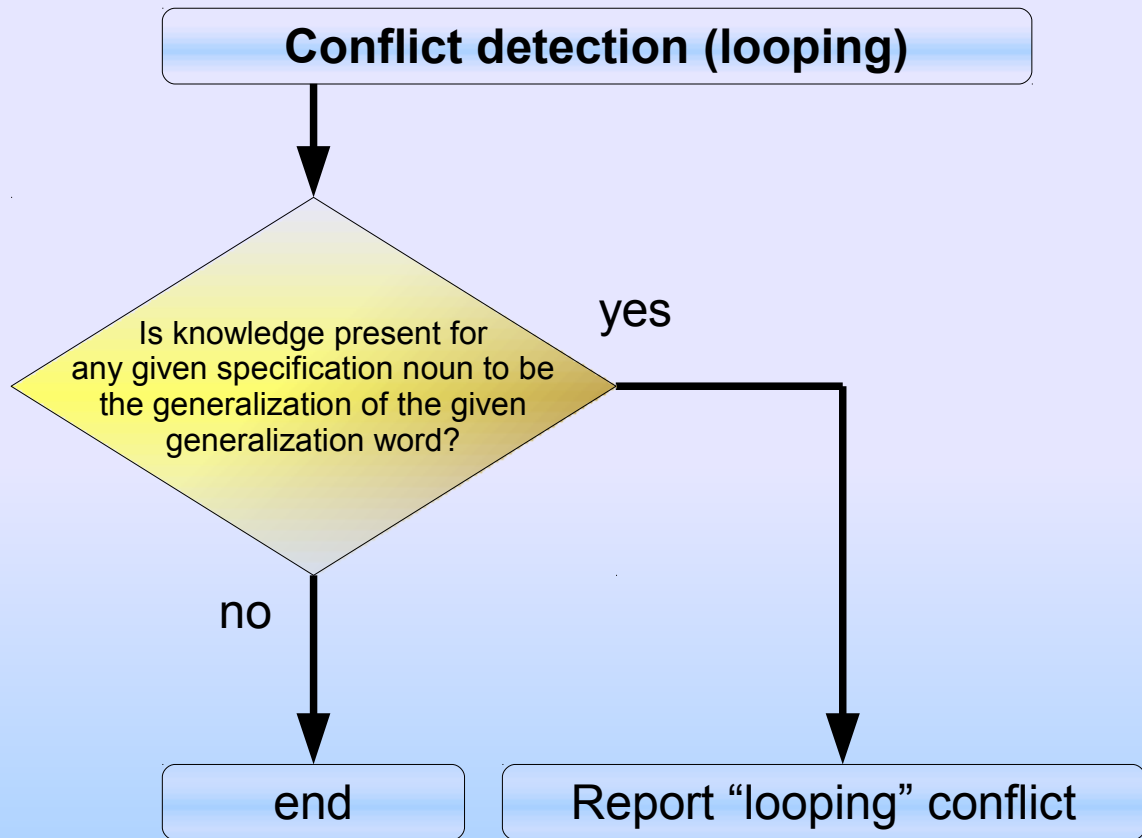 Conflict detection (looping)
Is knowledge present for
any given specification noun to be
the generalization of the given
generalization word?
yes
no
end
Report “looping” conflict